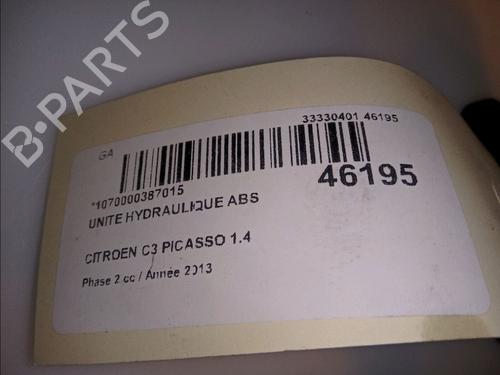 B-PARTS
GA
33330401 46195
*1070000387015
46195
UNITE HYDRAULIQUE ABS
CITROEN C3 PICASSO 1.4
Phase 2 cc / Année 2013